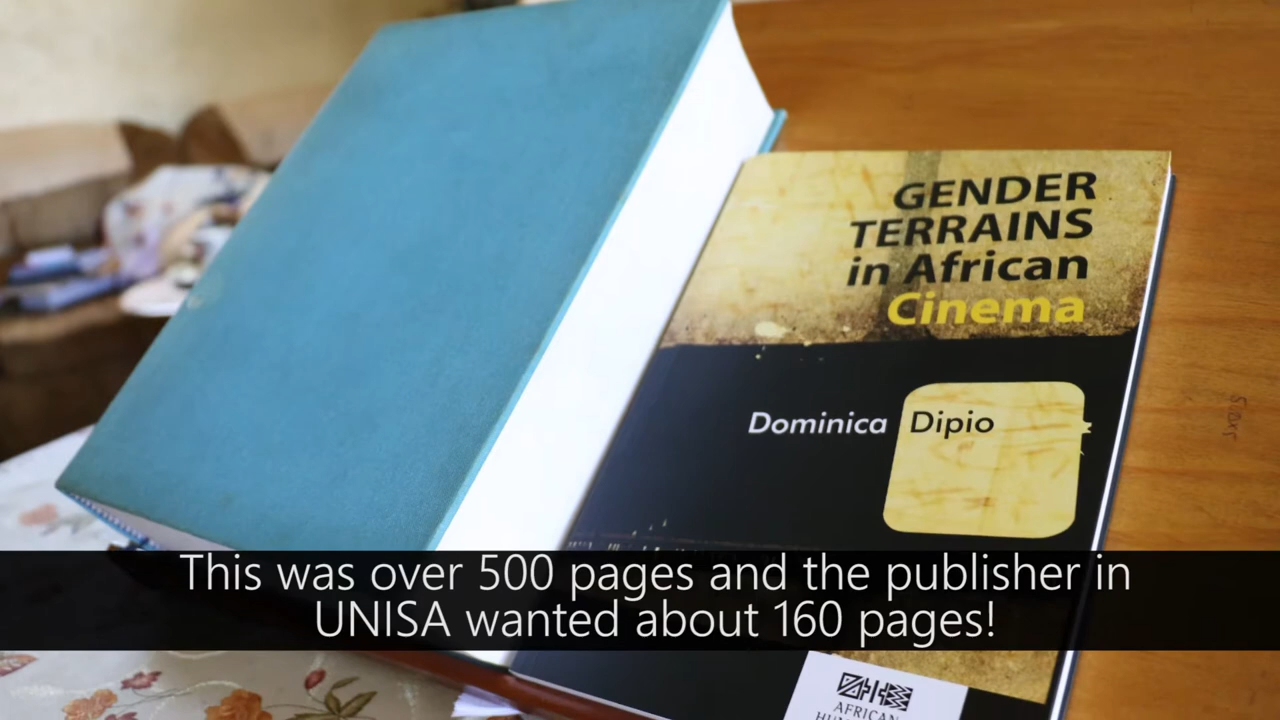 GENDER
TERRAINS
in African
Cinema
Dominica Dipio
This was over 500 pages and the publisher in
UNISA wanted about 160 pages!
AFRICAN